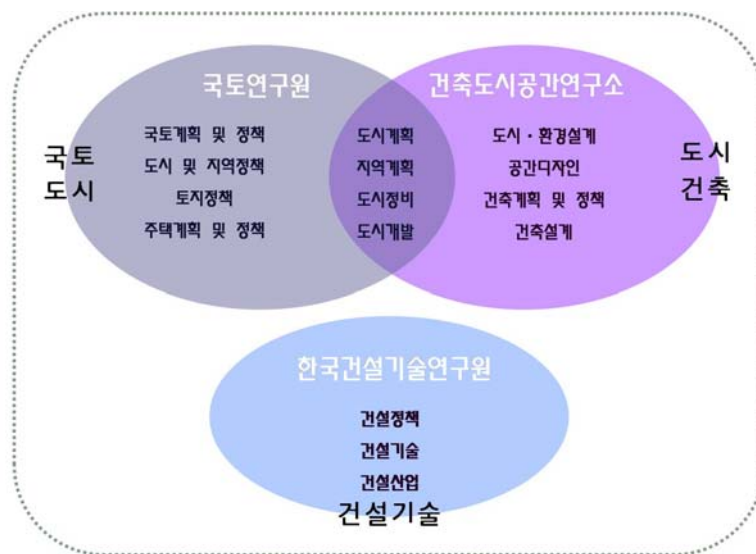 국토연구원
국토계획 및 정책
도시 및 지역정책
토지정책
주택계획 및 정책
국토
도시
도시계획
지역계획
도시정비
도시개발
건축도시공간연구소
도시·환경설계
공간디자인
건축계획 및 정책
건축설계
도시
건축
한국건설기술연구원
건설정책
건설기술
건설산업
건설기술